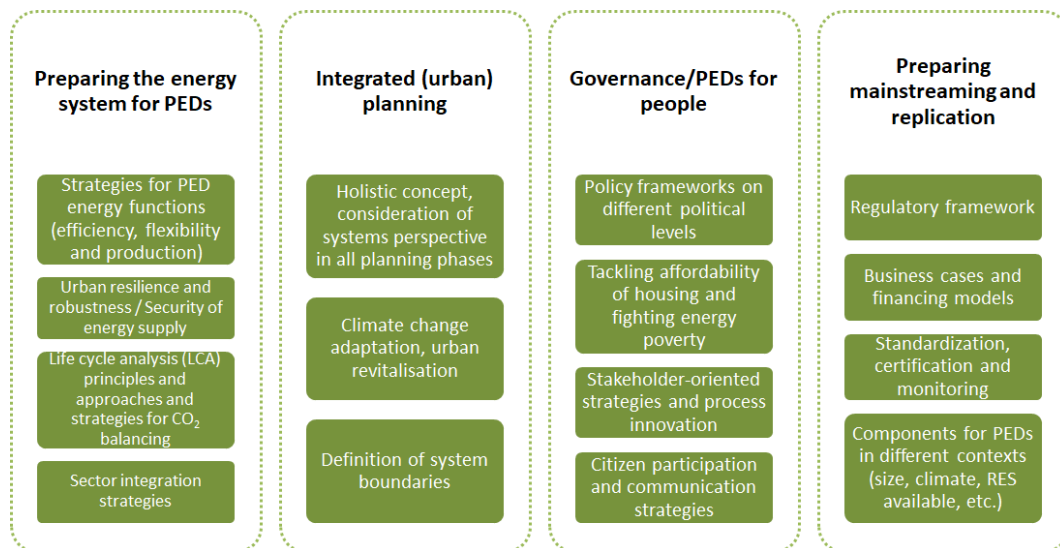 Preparing the energy
system for PEDs
Strategies for PED
energy functions
(efficiency, flexibility
and production)
Urban resilience and
robustness / Security of
energy supply
Life cycle analysis (LCA)
principles and
approaches and
strategies for CO₂
balancing
Sector integration
strategies
Integrated (urban)
planning
Holistic concept,
consideration of
systems perspective
in all planning phases
Climate change
adaptation, urban
revitalisation
Definition of system
boundaries
Governance/PEDs for
people
Policy frameworks on
different political
levels
Tackling affordability
of housing and
fighting energy
poverty
Stakeholder-oriented
strategies and process
innovation
Citizen participation
and communication
strategies
Preparing
mainstreaming and
replication
Regulatory framework
Business cases and
financing models
Standardization,
certification and
monitoring
Components for PEDs
in different contexts
(size, climate, RES
available, etc.)